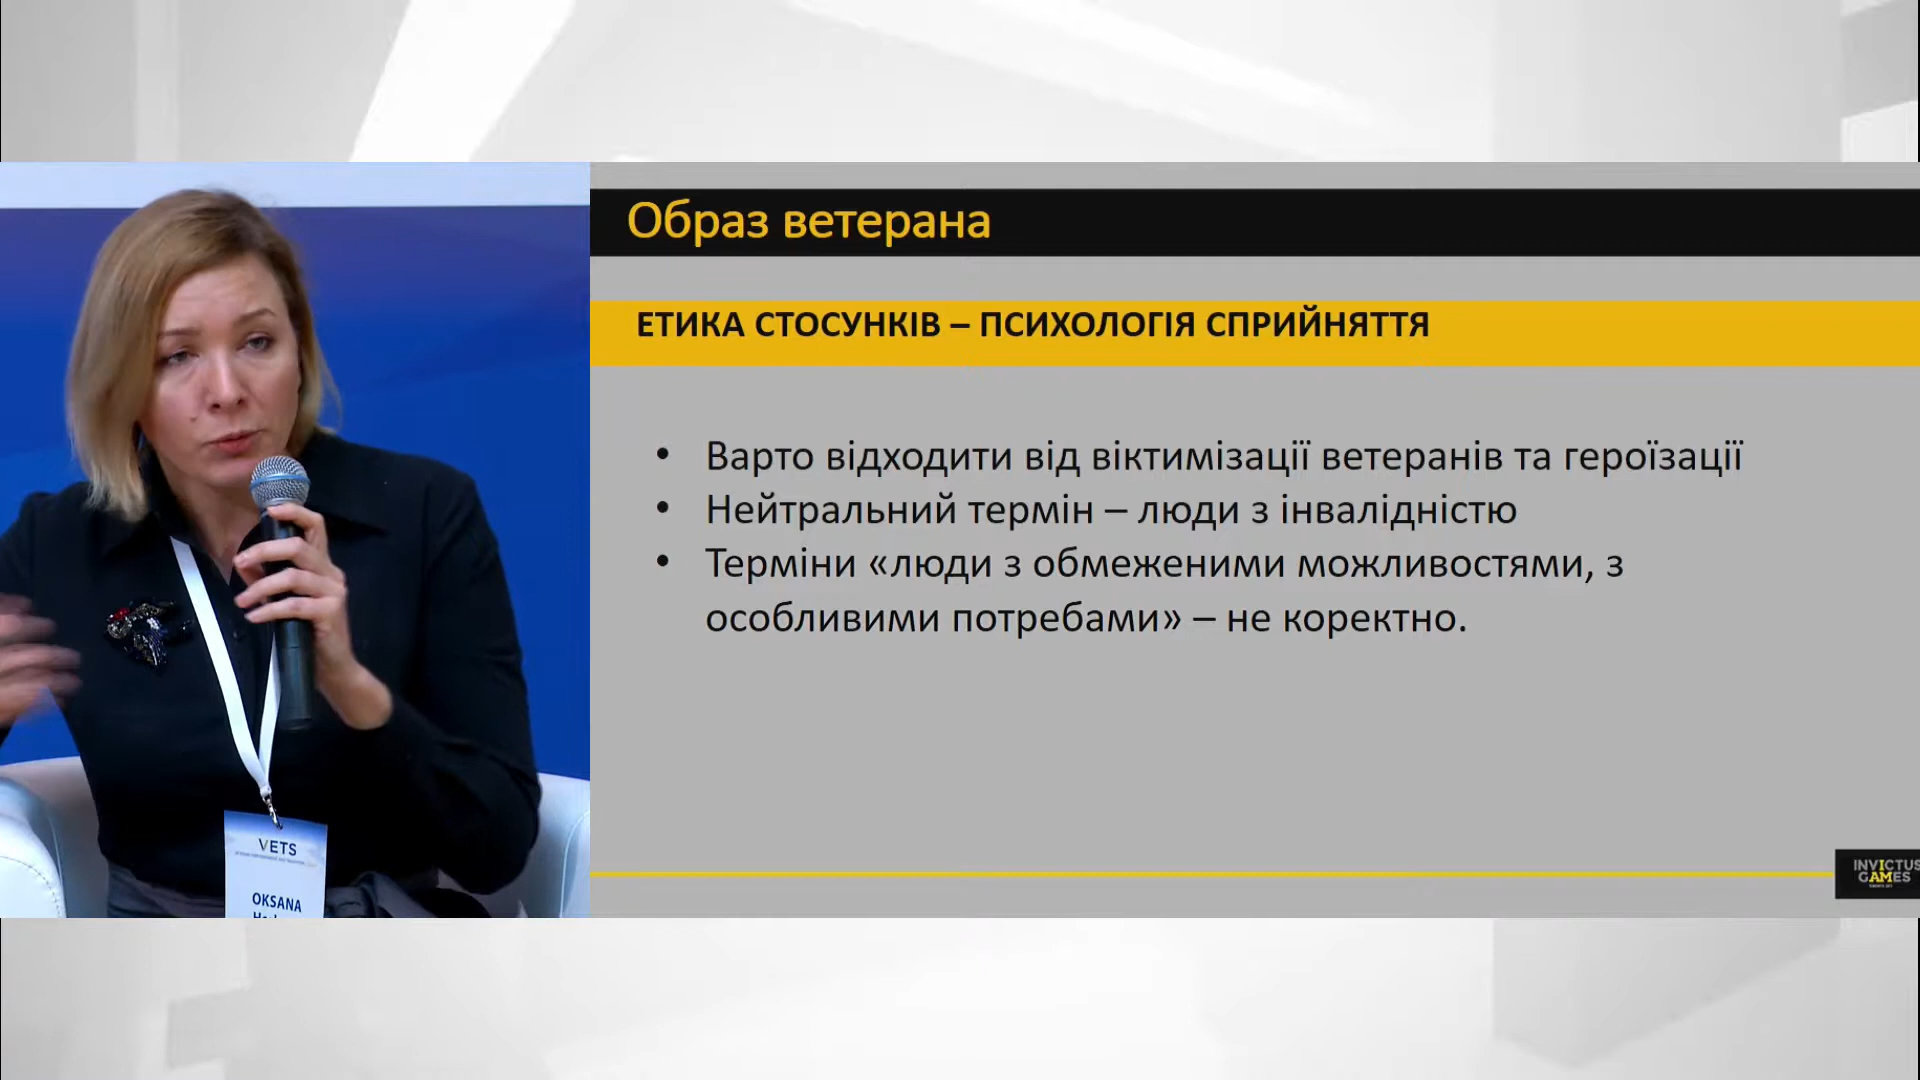 Образ ветерана
ЕТИКА СТОСУНКІВ – ПСИХОЛОГІЯ СПРИЙНЯТТЯ
• Варто відходити від віктимізації ветеранів та героїзації
• Нейтральний термін – люди з інвалідністю
• Терміни «люди з обмеженими можливостями, з
особливими потребами» – не коректно.
VETS
OKSANA
INVICTUS
GAMES